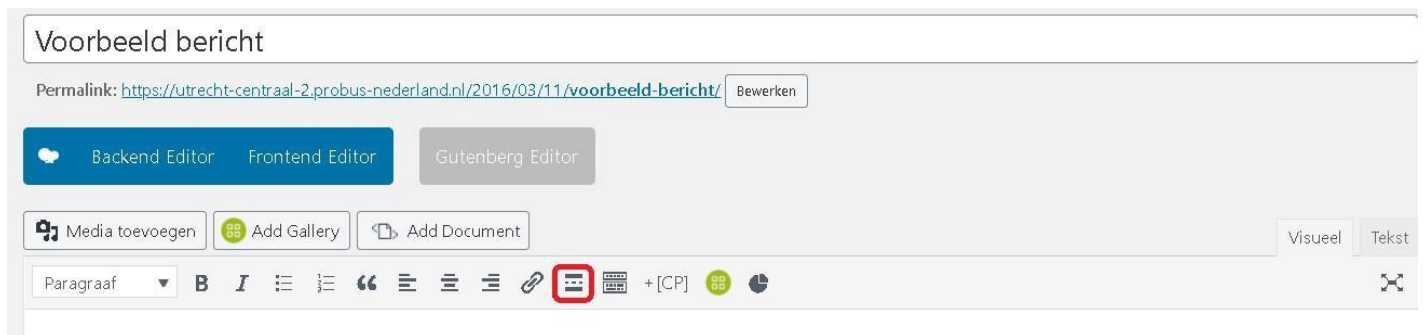 Voorbeeld bericht
Permalink: https://utrecht-centraal-2.probus-nederland.nl/2016/03/11/voorbeeld-bericht/ Bewerken
Backend Editor Frontend Editor Gutenberg Editor
Media toevoegen Add Gallery Add Document Visueel Tekst
Paragraaf B I +[CP]